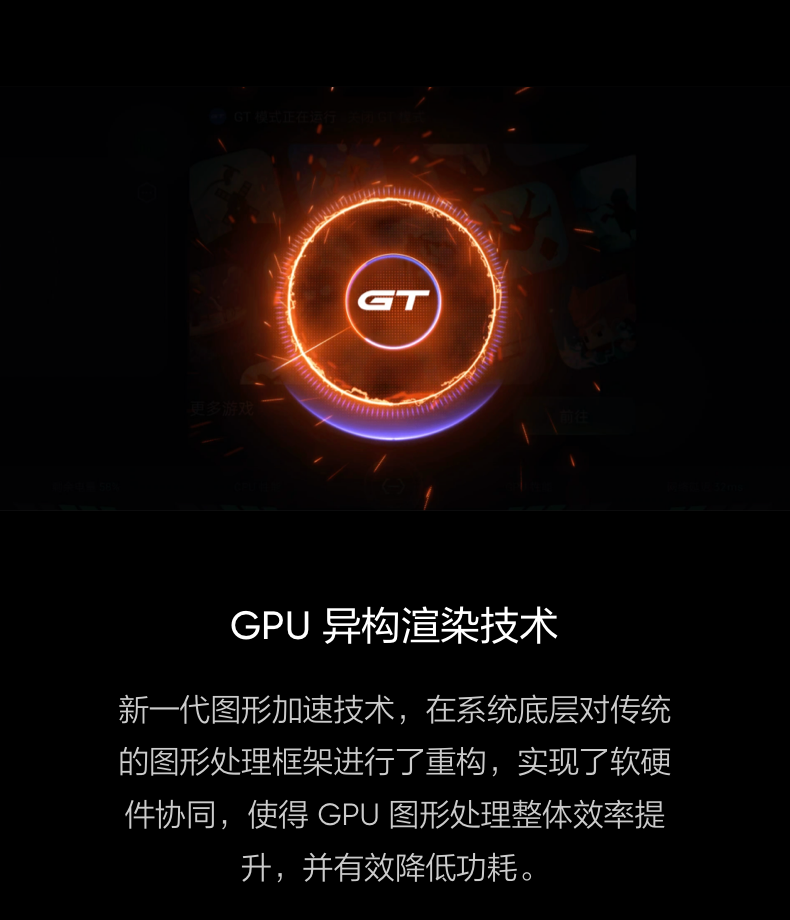 GT 模式正在运行
GT
更多游戏
前往
GPU 异构渲染技术
新一代图形加速技术，在系统底层对传统
的图形处理框架进行了重构，实现了软硬
件协同，使得 GPU 图形处理整体效率提
升，并有效降低功耗。